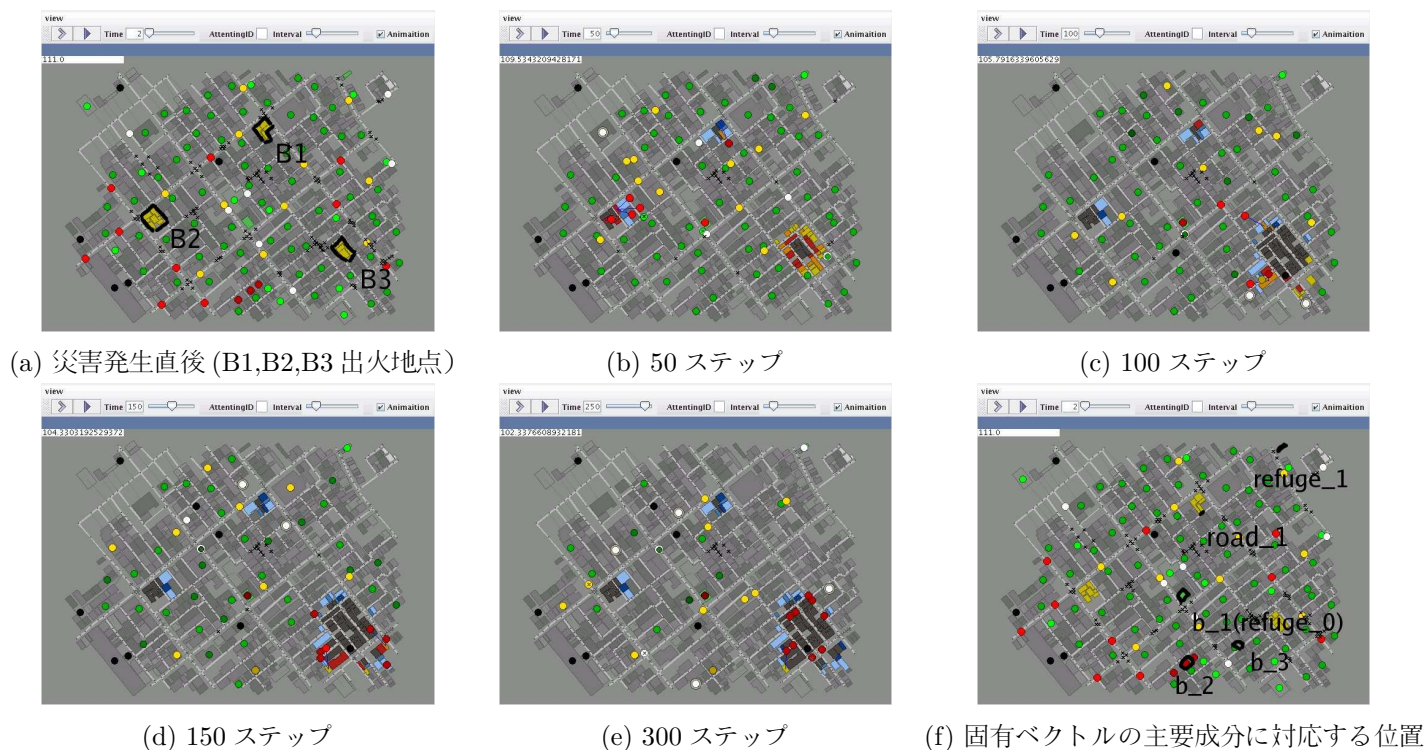 view
Time 2 AttentingID Interval Animaition
111.0
B1
B2
B3
(a) 災害発生直後 (B1,B2,B3 出火地点）
view
Time 50 AttentingID Interval Animaition
109.5343209428171
(b) 50 ステップ
view
Time 100 AttentingID Interval Animaition
105.7916339605629
(c) 100 ステップ
view
Time 150 AttentingID Interval Animaition
104.3303192529372
(d) 150 ステップ
view
Time 250 AttentingID Interval Animaition
102.3376608932181
(e) 300 ステップ
view
Time 2 AttentingID Interval Animaition
111.0
refuge_1
road_1
b_1(refuge_0)
b_3
b_2
(f) 固有ベクトルの主要成分に対応する位置